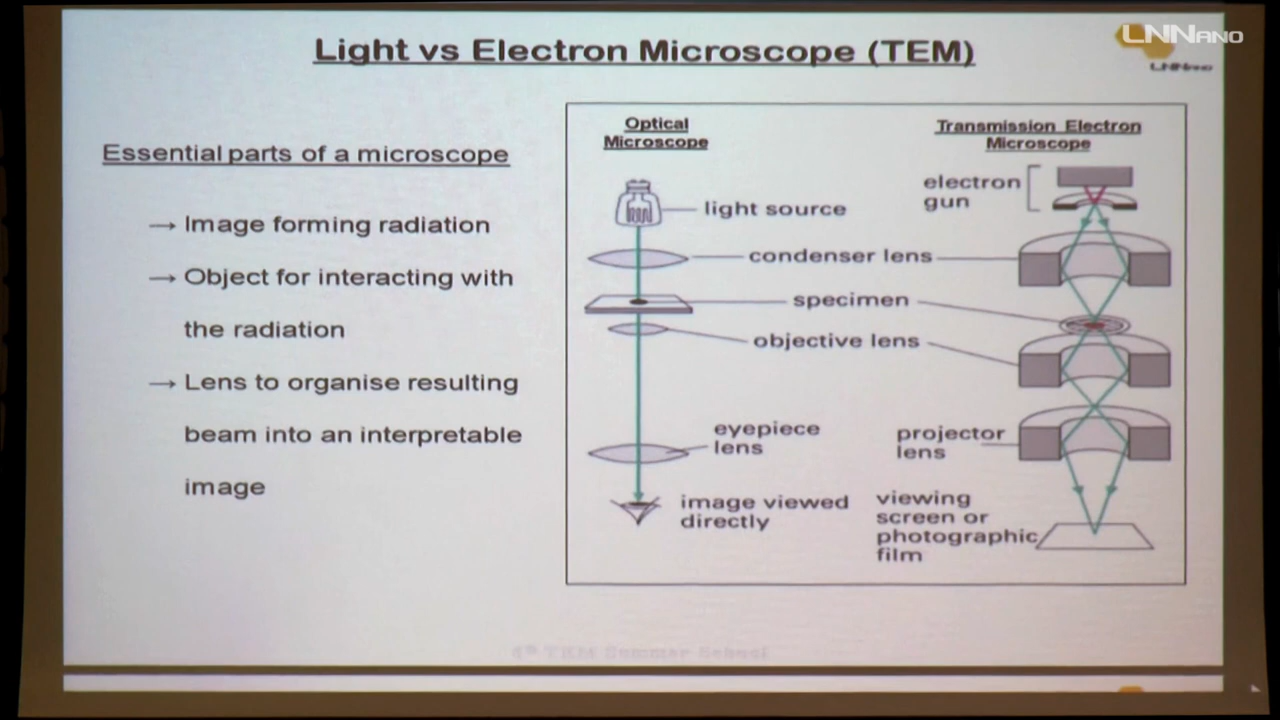 LNNANO
Light vs Electron Microscope (TEM)
LNNano
Essential parts of a microscope
→ Image forming radiation
→ Object for interacting with
the radiation
→ Lens to organise resulting
beam into an interpretable
image
Optical
Microscope
Transmission Electron
Microscope
electron
gun
light source
condenser lens
specimen
objective lens
eyepiece
lens
projector
lens
image viewed
directly
viewing
screen or
photographic
film
4th TEM Summer School